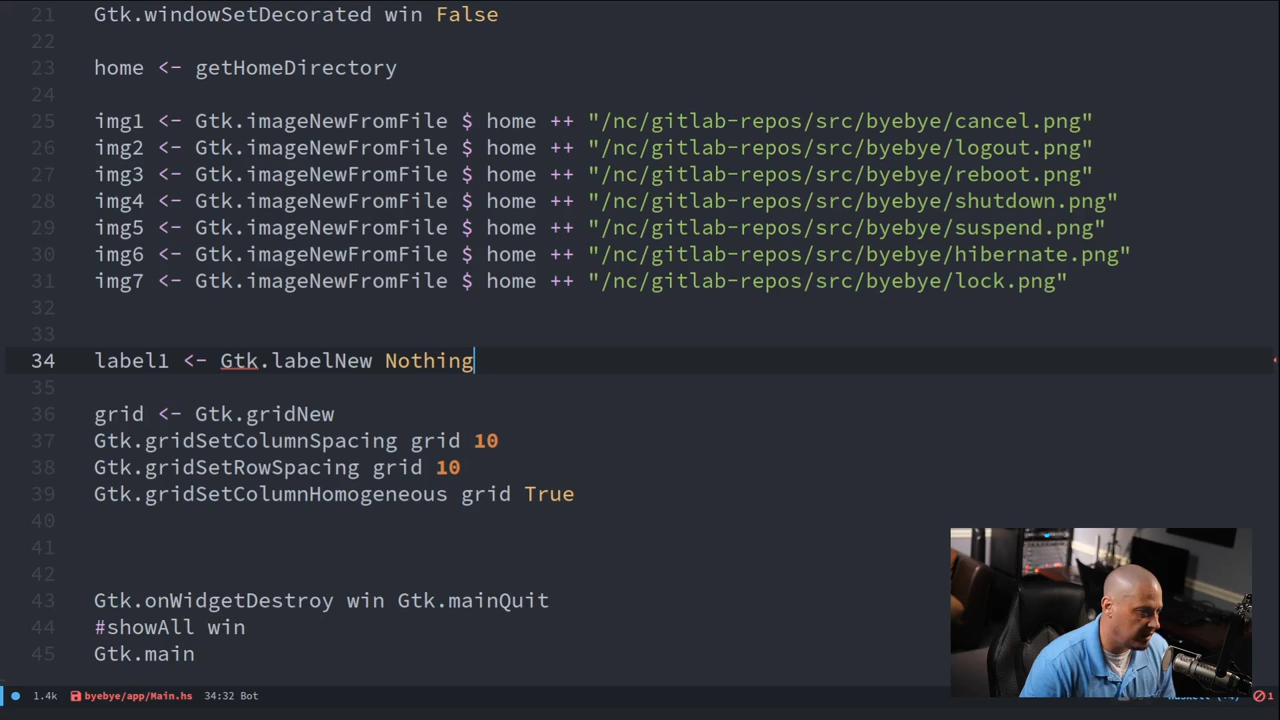 21 Gtk.windowSetDecorated win False
22
23 home <- getHomeDirectory
24
25 img1 <- Gtk.imageNewFromFile $ home ++ "/nc/gitlab-repos/src/byebye/cancel.png"
26 img2 <- Gtk.imageNewFromFile $ home ++ "/nc/gitlab-repos/src/byebye/logout.png"
27 img3 <- Gtk.imageNewFromFile $ home ++ "/nc/gitlab-repos/src/byebye/reboot.png"
28 img4 <- Gtk.imageNewFromFile $ home ++ "/nc/gitlab-repos/src/byebye/shutdown.png"
29 img5 <- Gtk.imageNewFromFile $ home ++ "/nc/gitlab-repos/src/byebye/suspend.png"
30 img6 <- Gtk.imageNewFromFile $ home ++ "/nc/gitlab-repos/src/byebye/hibernate.png"
31 img7 <- Gtk.imageNewFromFile $ home ++ "/nc/gitlab-repos/src/byebye/lock.png"
32
33
34 label1 <- Gtk.labelNew Nothing
35
36 grid <- Gtk.gridNew
37 Gtk.gridSetColumnSpacing grid 10
38 Gtk.gridSetRowSpacing grid 10
39 Gtk.gridSetColumnHomogeneous grid True
40
41
42
43 Gtk.onWidgetDestroy win Gtk.mainQuit
44 #showAll win
45 Gtk.main
1.4k byebye/app/Main.hs 34:32 Bot 1